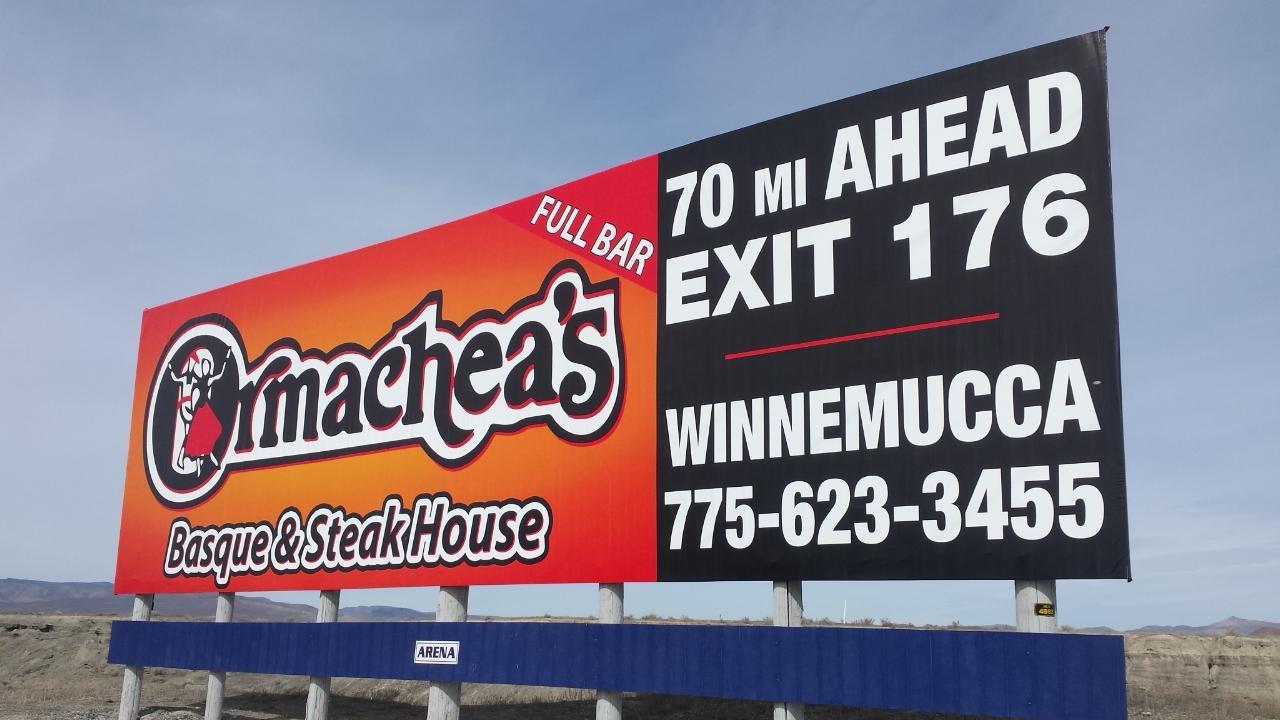 FULL BAR
Ormachea's
Basque & Steak House
70 MI AHEAD
EXIT 176
WINNEMUCCA
775-623-3455
ARENA